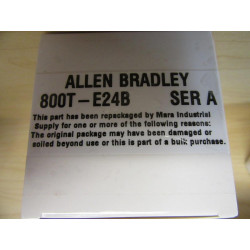 ALLEN BRADLEY
800T-E24B SER A
This part has been repackaged by Mara Industrial
Supply for one or more of the following reasons:
The original package may have been damaged or
soiled beyond use or this is part of a bulk purchase.